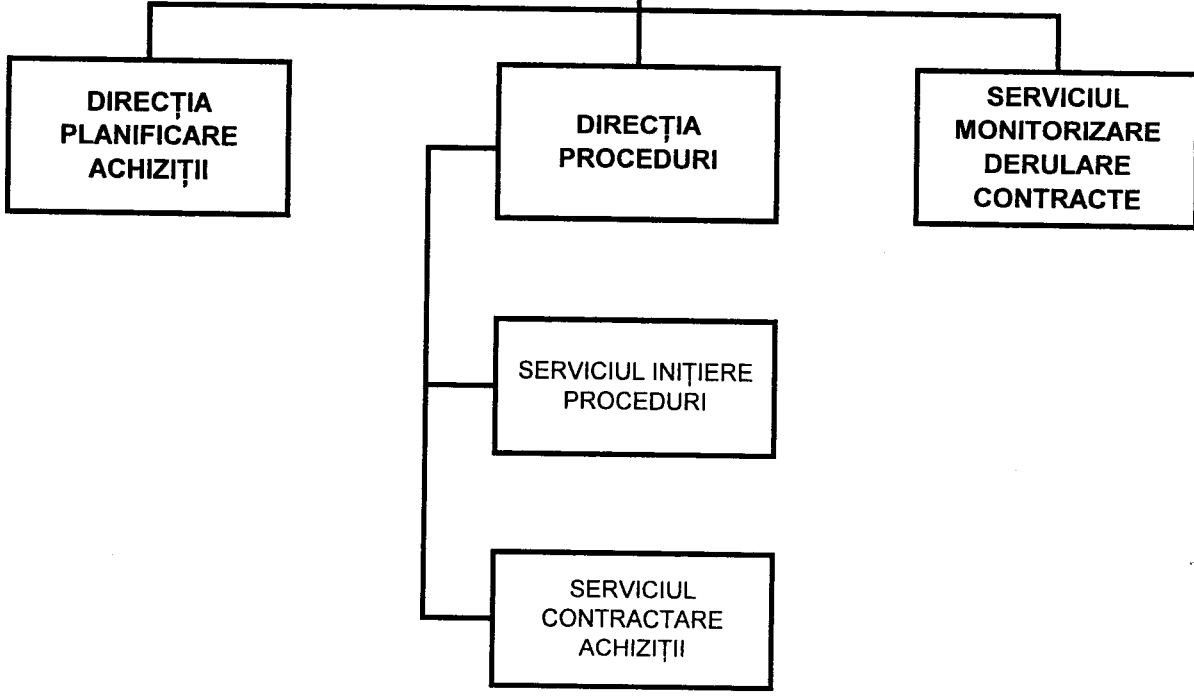 DIRECȚIA
PLANIFICARE
ACHIZIȚII
DIRECȚIA
PROCEDURI
SERVICIUL
MONITORIZARE
DERULARE
CONTRACTE
SERVICIUL INIȚIERE
PROCEDURI
SERVICIUL
CONTRACTARE
ACHIZIȚII